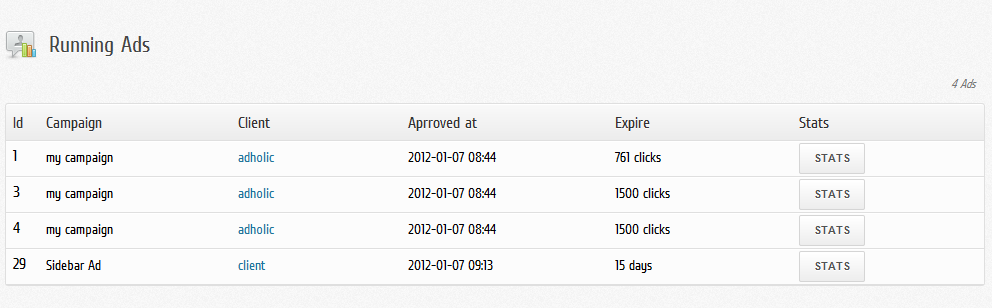 Running Ads
4 Ads
Id Campaign Client Aprroved at Expire Stats
1 my campaign adholic 2012-01-07 08:44 761 clicks STATS
3 my campaign adholic 2012-01-07 08:44 1500 clicks STATS
4 my campaign adholic 2012-01-07 08:44 1500 clicks STATS
29 Sidebar Ad client 2012-01-07 09:13 15 days STATS